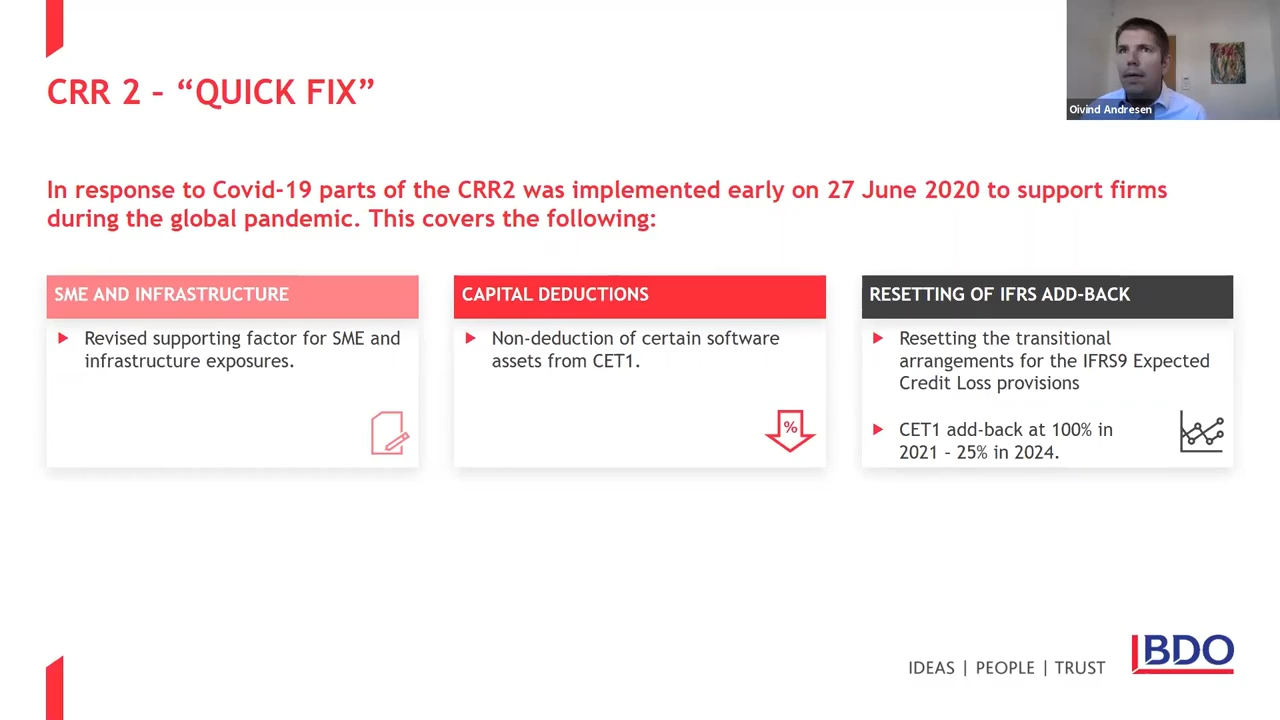 CRR 2 – “QUICK FIX”
Oivind Andresen
In response to Covid-19 parts of the CRR2 was implemented early on 27 June 2020 to support firms
during the global pandemic. This covers the following:
SME AND INFRASTRUCTURE
Revised supporting factor for SME and
infrastructure exposures.
CAPITAL DEDUCTIONS
Non-deduction of certain software
assets from CET1.
%
RESETTING OF IFRS ADD-BACK
Resetting the transitional
arrangements for the IFRS9 Expected
Credit Loss provisions
CET1 add-back at 100% in
2021 – 25% in 2024.
IDEAS | PEOPLE | TRUST
BDO